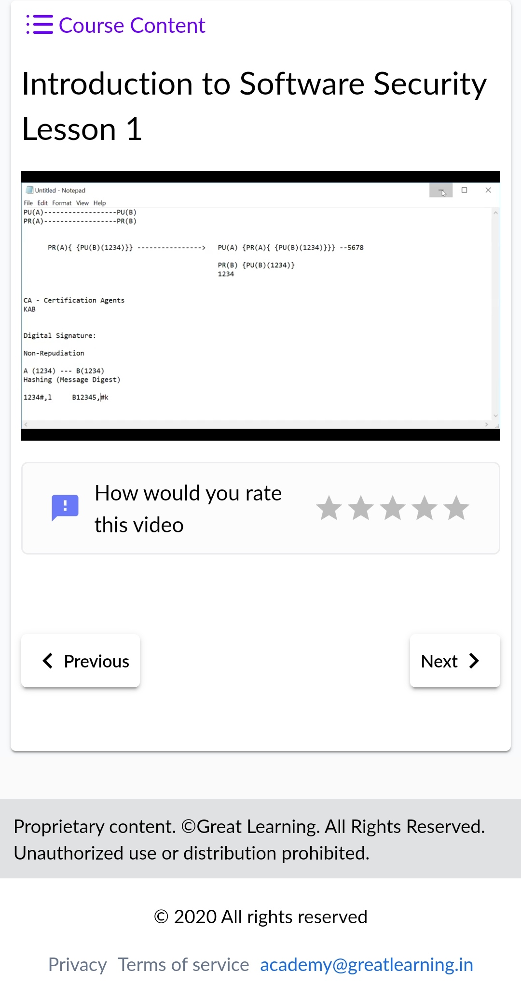 Course Content
Introduction to Software Security
Lesson 1
Untitled - Notepad
File Edit Format View Help
PU(A)------------------PU(B)
PR(A)------------------PR(B)
PR(A){ {PU(B)(1234)}} ----------------> PU(A) {PR(A){ {PU(B)(1234)}}} --5678
PR(B) {PU(B)(1234)}
1234
CA - Certification Agents
KAB
Digital Signature:
Non-Repudiation
A (1234) --- B(1234)
Hashing (Message Digest)
1234#,l B12345,#k
How would you rate
this video
Previous
Next
Proprietary content. ©Great Learning. All Rights Reserved.
Unauthorized use or distribution prohibited.
© 2020 All rights reserved
Privacy Terms of service academy@greatlearning.in